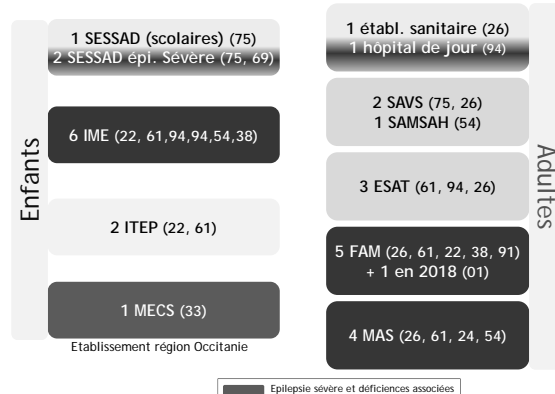 Enfants
1 SESSAD (scolaires) (75)
2 SESSAD épi. Sévère (75, 69)
6 IME (22, 61,94,94,54,38)
2 ITEP (22, 61)
1 MECS (33)
Etablissement région Occitanie
1 établ. sanitaire (26)
1 hôpital de jour (94)
2 SAVS (75, 26)
1 SAMSAH (54)
3 ESAT (61, 94, 26)
5 FAM (26, 61, 22, 38, 91)
+ 1 en 2018 (01)
4 MAS (26, 61, 24, 54)
Adultes
Epilepsie sévère et déficiences associées